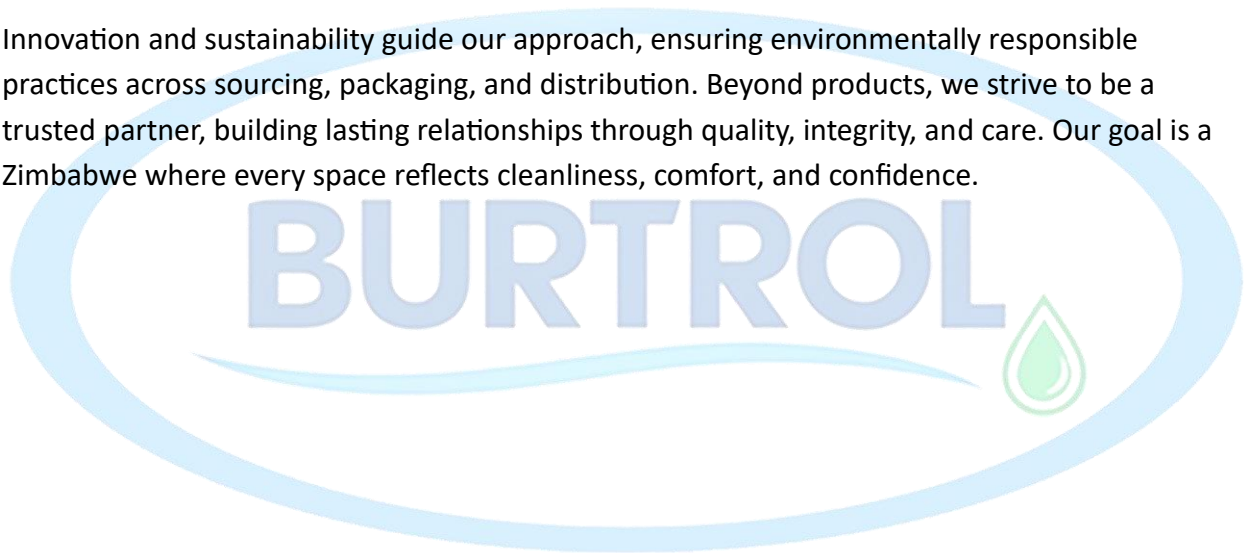 Innovation and sustainability guide our approach, ensuring environmentally responsible
practices across sourcing, packaging, and distribution. Beyond products, we strive to be a
trusted partner, building lasting relationships through quality, integrity, and care. Our goal is a
Zimbabwe where every space reflects cleanliness, comfort, and confidence.
BURTROL